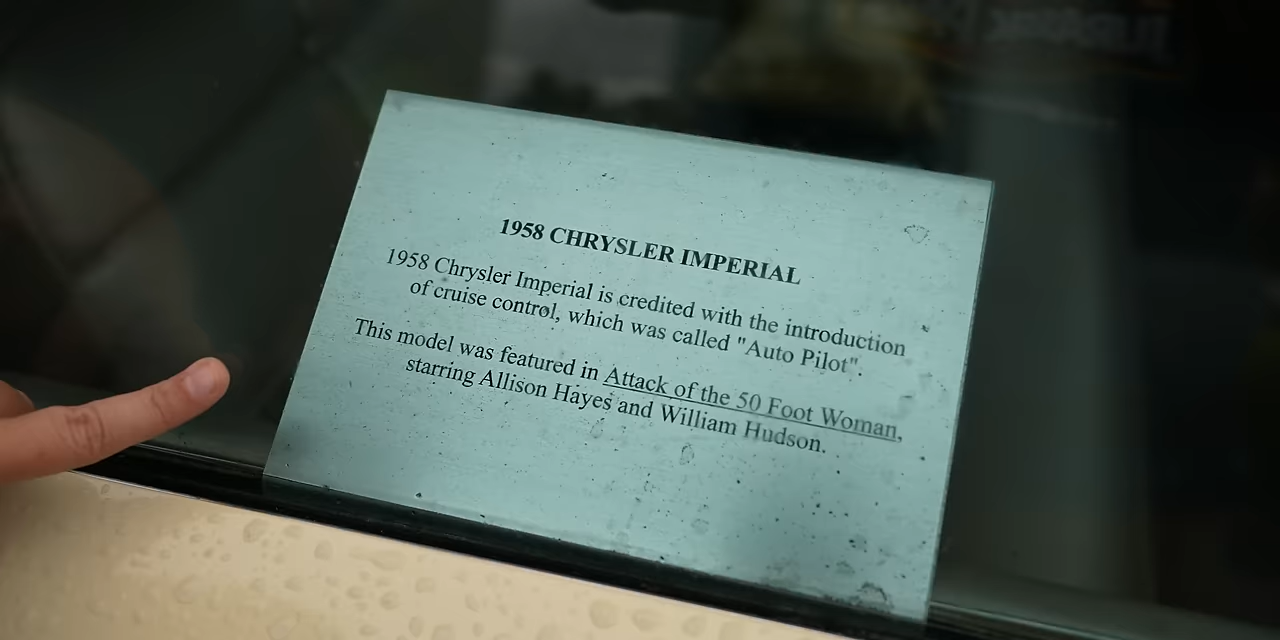 1958 CHRYSLER IMPERIAL
1958 Chrysler Imperial is credited with the introduction
of cruise control, which was called "Auto Pilot".
This model was featured in Attack of the 50 Foot Woman,
starring Allison Hayes and William Hudson.